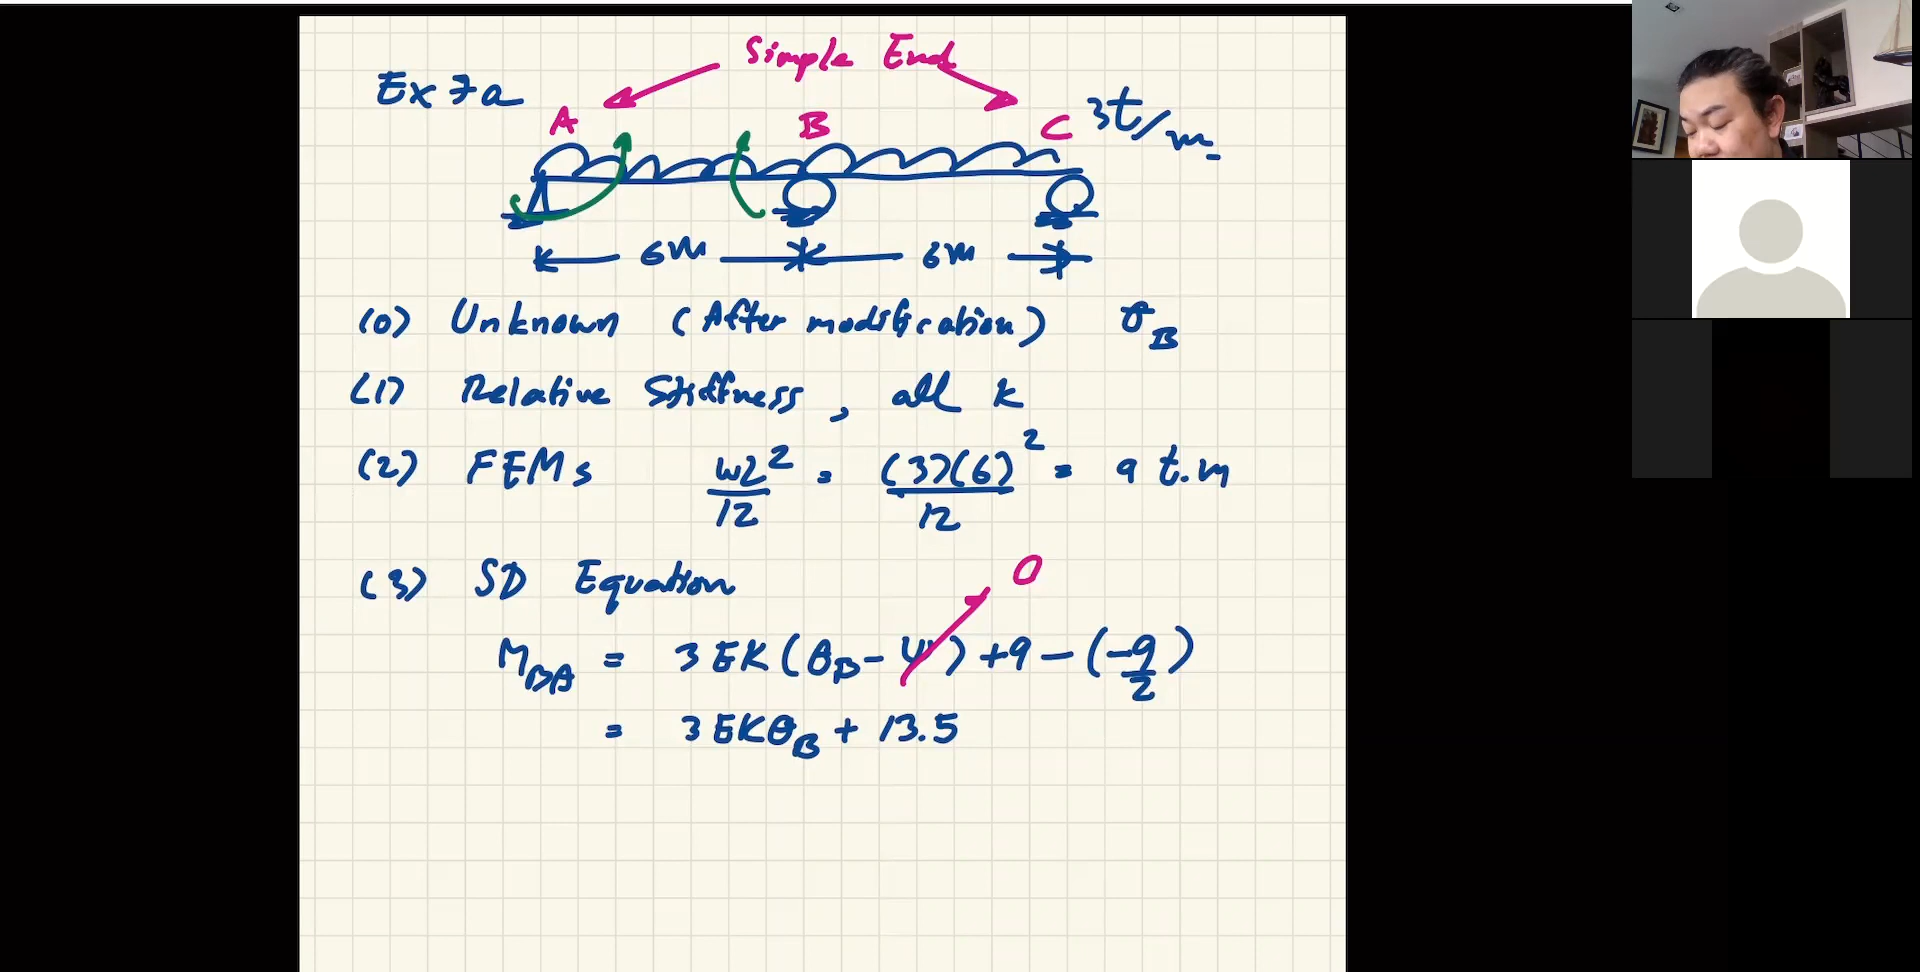 Simple End
Ex 7a
A B C 3t/m
6m 6m
(0) Unknown (After modification) θB
(1) Relative Stiffness, all K
(2) FEMs wL²/12 = (3)(6)²/12 = 9 t.m
(3) SD Equation 0
MBA = 3EK(θB - ψ) + 9 - (-9/2)
= 3EKθB + 13.5